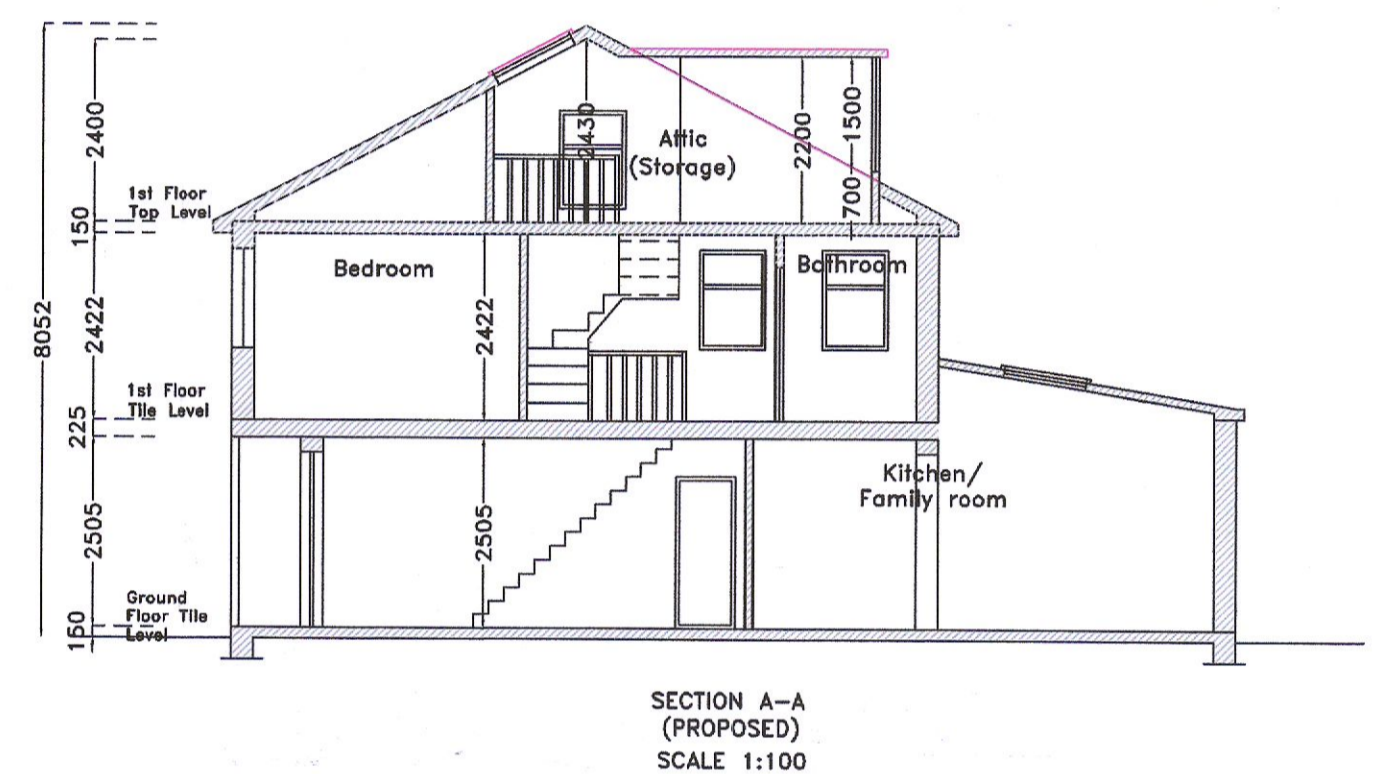 8052
2400
150
2422
225
2505
150
1st Floor
Top Level
1st Floor
Tile Level
Ground
Floor Tile
Level
2430
Attic
(Storage)
2200
1500
700
Bedroom
2422
Bathroom
2505
Kitchen/
Family room
SECTION A-A
(PROPOSED)
SCALE 1:100